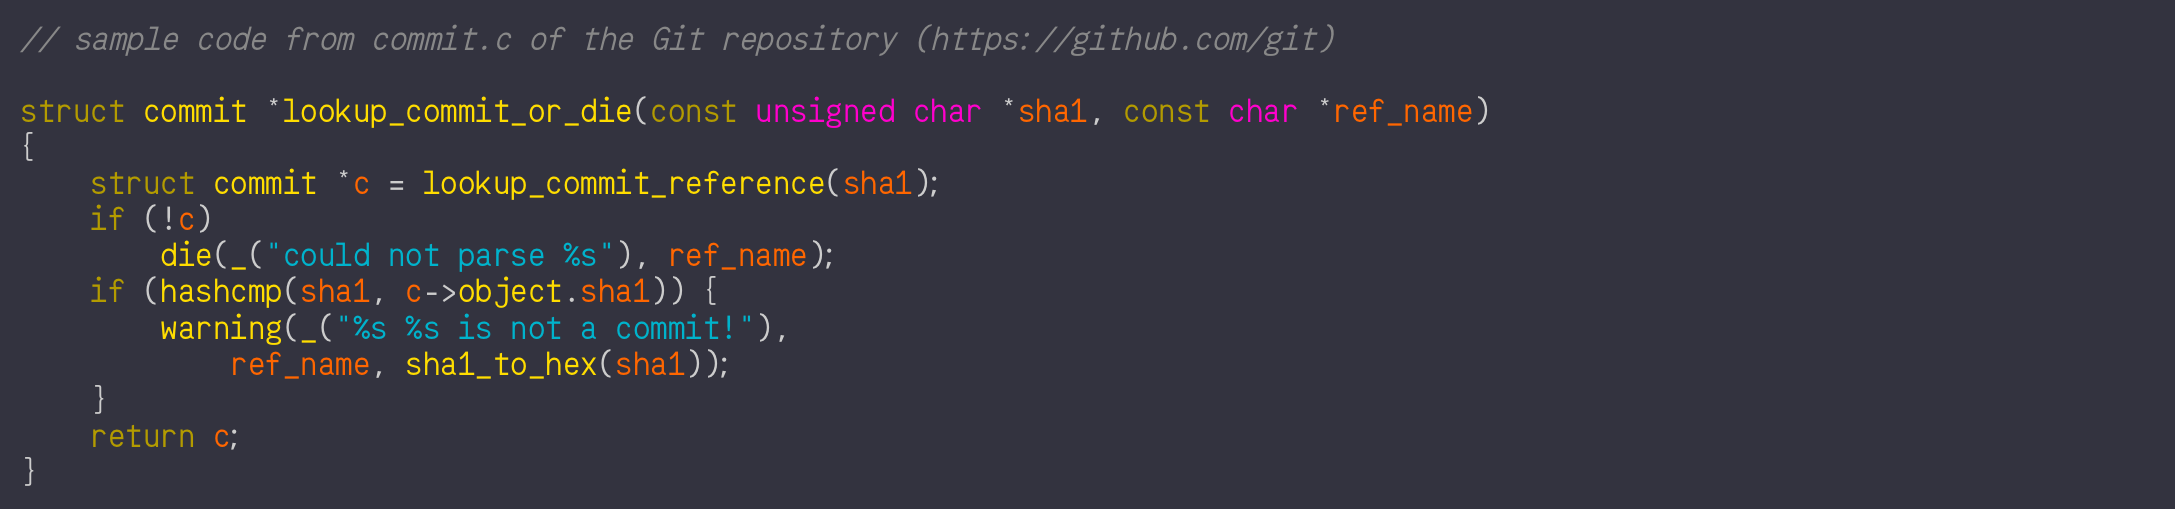 // sample code from commit.c of the Git repository (https://github.com/git)

struct commit *lookup_commit_or_die(const unsigned char *sha1, const char *ref_name)
{
    struct commit *c = lookup_commit_reference(sha1);
    if (!c)
        die(_("could not parse %s"), ref_name);
    if (hashcmp(sha1, c->object.sha1)) {
        warning(_("%s %s is not a commit!"),
            ref_name, sha1_to_hex(sha1));
    }
    return c;
}